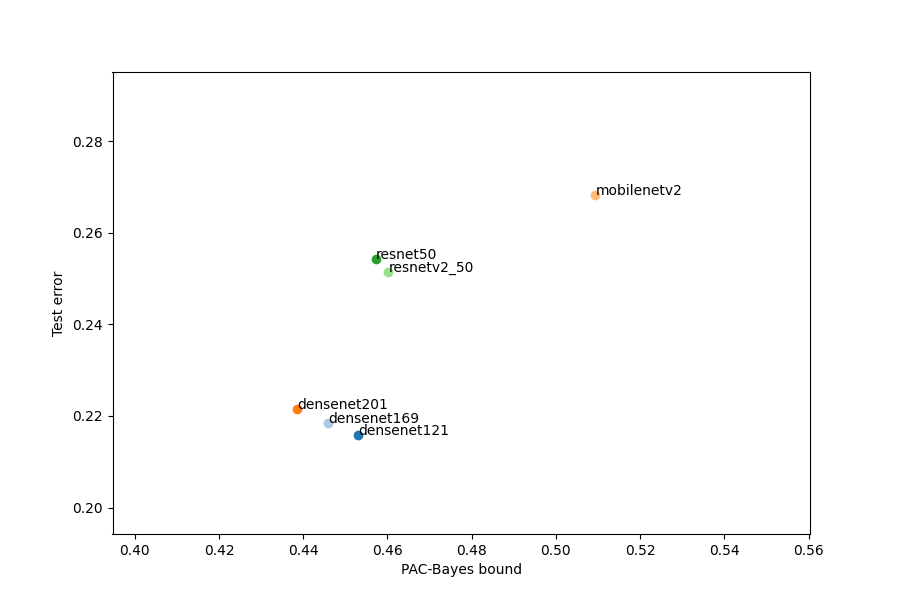 0.28
mobilenetv2
0.26
resnet50
resnetv2_50
Test error
0.24
densenet201
0.22
densenet169
densenet121
0.20
0.40 0.42 0.44 0.46 0.48 0.50 0.52 0.54 0.56
PAC-Bayes bound